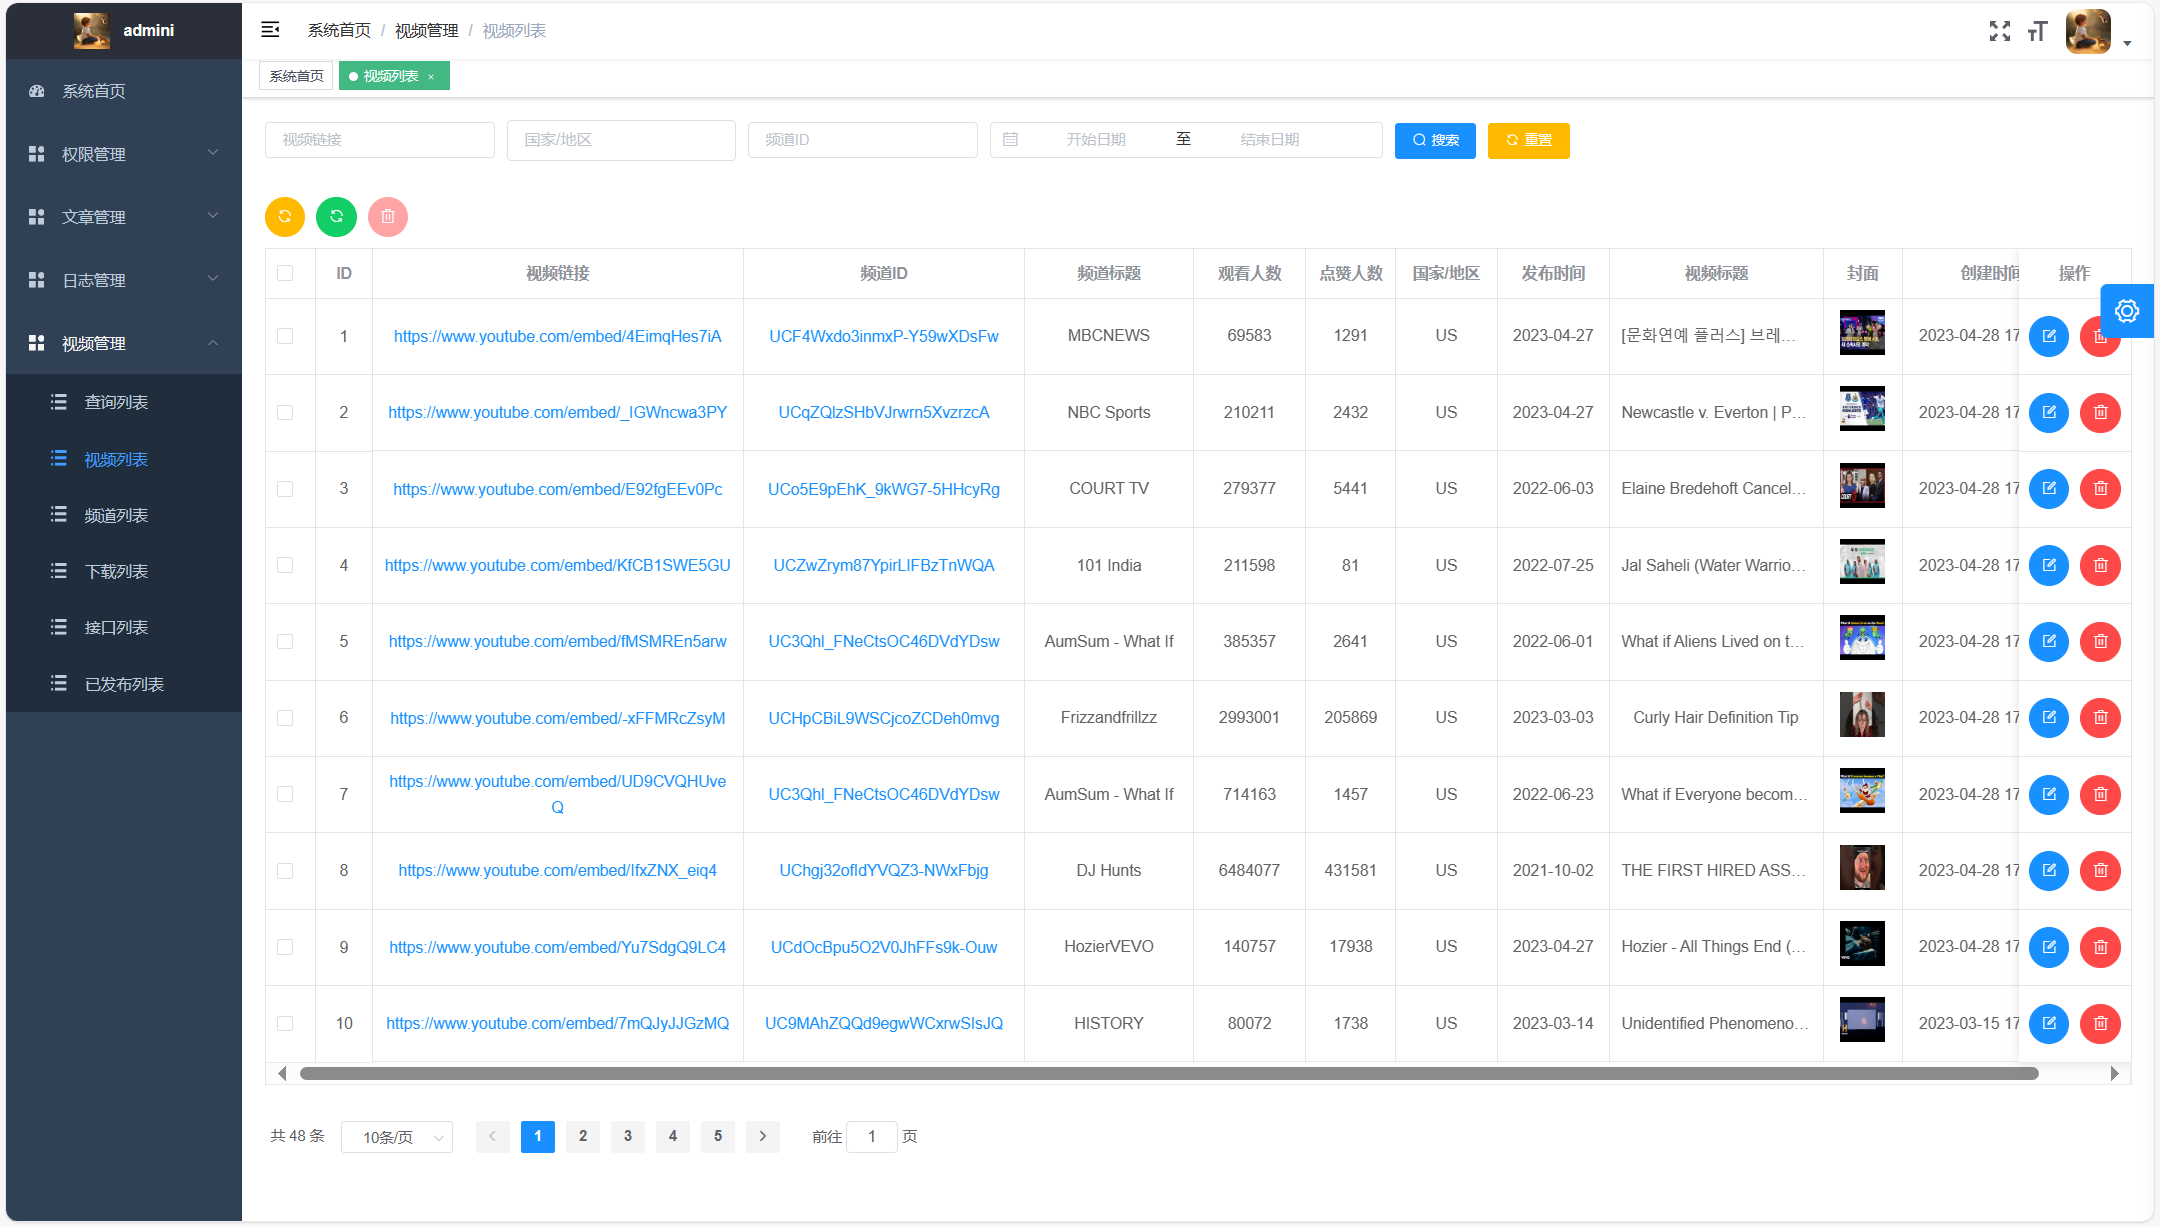 admini
系统首页 / 视频管理 / 视频列表
系统首页
视频列表 ×
系统首页
权限管理
文章管理
日志管理
视频管理
查询列表
视频列表
频道列表
下载列表
接口列表
已发布列表
视频链接 国家/地区 频道ID 开始日期 至 结束日期 搜索 重置
ID 视频链接 频道ID 频道标题 观看人数 点赞人数 国家/地区 发布时间 视频标题 封面 创建时间 操作
1 https://www.youtube.com/embed/4EimqHes7iA UCF4Wxdo3inmxP-Y59wXDsFw MBCNEWS 69583 1291 US 2023-04-27 [문화연예 플러스] 브레... 2023-04-28 17
2 https://www.youtube.com/embed/_IGWncwa3PY UCqZQlzSHbVJrwrn5XvzrzcA NBC Sports 210211 2432 US 2023-04-27 Newcastle v. Everton | P... 2023-04-28 17
3 https://www.youtube.com/embed/E92fgEEv0Pc UCo5E9pEhK_9kWG7-5HHcyRg COURT TV 279377 5441 US 2022-06-03 Elaine Bredehoft Cancel... 2023-04-28 17
4 https://www.youtube.com/embed/KfCB1SWE5GU UCZwZrym87YpirLIFBzTnWQA 101 India 211598 81 US 2022-07-25 Jal Saheli (Water Warrio... 2023-04-28 17
5 https://www.youtube.com/embed/fMSMREn5arw UC3Qhl_FNeCtsOC46DVdYDsw AumSum - What If 385357 2641 US 2022-06-01 What if Aliens Lived on t... 2023-04-28 17
6 https://www.youtube.com/embed/-xFFMRcZsyM UCHpCBiL9WSCjcoZCDeh0mvg Frizzandfrillzz 2993001 205869 US 2023-03-03 Curly Hair Definition Tip 2023-04-28 17
7 https://www.youtube.com/embed/UD9CVQHUve
Q UC3Qhl_FNeCtsOC46DVdYDsw AumSum - What If 714163 1457 US 2022-06-23 What if Everyone becom... 2023-04-28 17
8 https://www.youtube.com/embed/IfxZNX_eiq4 UChgj32ofldYVQZ3-NWxFbjg DJ Hunts 6484077 431581 US 2021-10-02 THE FIRST HIRED ASS... 2023-04-28 17
9 https://www.youtube.com/embed/Yu7SdgQ9LC4 UCdOcBpu5O2V0JhFFs9k-Ouw HozierVEVO 140757 17938 US 2023-04-27 Hozier - All Things End (... 2023-04-28 17
10 https://www.youtube.com/embed/7mQJyJJGzMQ UC9MAhZQQd9egwWCxrwSIsJQ HISTORY 80072 1738 US 2023-03-14 Unidentified Phenomeno... 2023-03-15 17
共 48 条 10条/页 1 2 3 4 5 前往 1 页